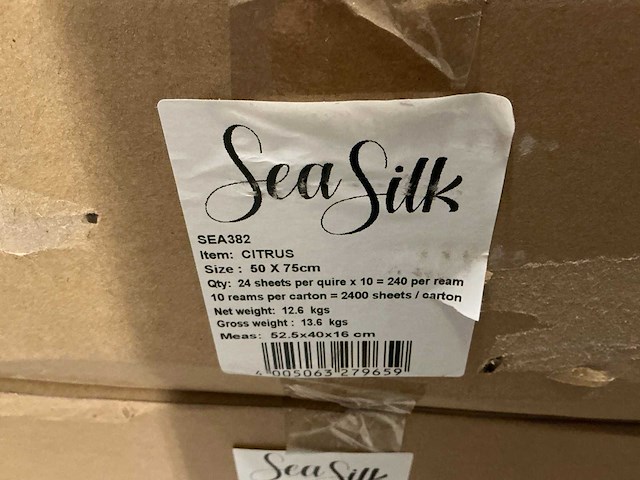 Sea Silk
SEA382
Item: CITRUS
Size : 50 X 75cm
Qty: 24 sheets per quire x 10 = 240 per ream
10 reams per carton = 2400 sheets / carton
Net weight: 12.6 kgs
Gross weight : 13.6 kgs
Meas: 52.5x40x16 cm
4 005063 279659
Sea Silk